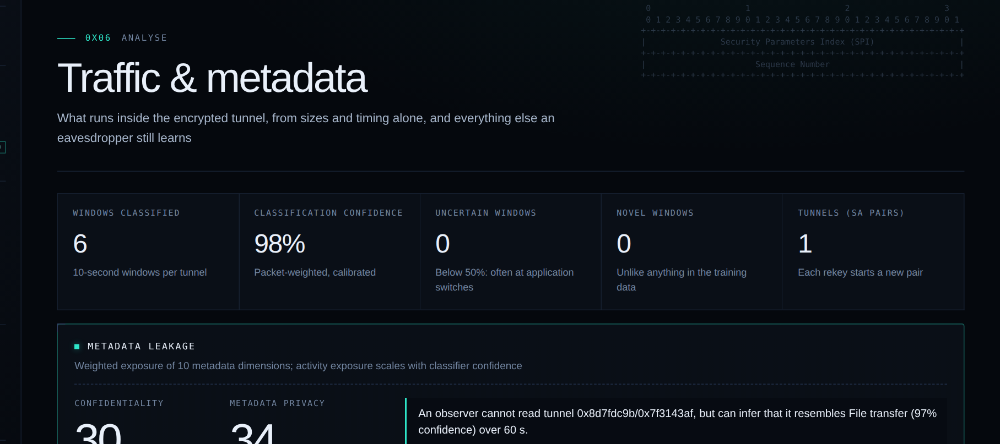 0                   1                   2                   3
0 1 2 3 4 5 6 7 8 9 0 1 2 3 4 5 6 7 8 9 0 1 2 3 4 5 6 7 8 9 0 1
+-+-+-+-+-+-+-+-+-+-+-+-+-+-+-+-+-+-+-+-+-+-+-+-+-+-+-+-+-+-+-+-+
| Security Parameters Index (SPI) |
+-+-+-+-+-+-+-+-+-+-+-+-+-+-+-+-+-+-+-+-+-+-+-+-+-+-+-+-+-+-+-+-+
| Sequence Number |
+-+-+-+-+-+-+-+-+-+-+-+-+-+-+-+-+-+-+-+-+-+-+-+-+-+-+-+-+-+-+-+-+
0X06 ANALYSE
Traffic & metadata
What runs inside the encrypted tunnel, from sizes and timing alone, and everything else an
eavesdropper still learns
WINDOWS CLASSIFIED
6
10-second windows per tunnel
CLASSIFICATION CONFIDENCE
98%
Packet-weighted, calibrated
UNCERTAIN WINDOWS
0
Below 50%: often at application
switches
NOVEL WINDOWS
0
Unlike anything in the training
data
TUNNELS (SA PAIRS)
1
Each rekey starts a new pair
METADATA LEAKAGE
Weighted exposure of 10 metadata dimensions; activity exposure scales with classifier confidence
CONFIDENTIALITY
30
METADATA PRIVACY
34
An observer cannot read tunnel 0x8d7fdc9b/0x7f3143af, but can infer that it resembles File transfer (97%
confidence) over 60 s.